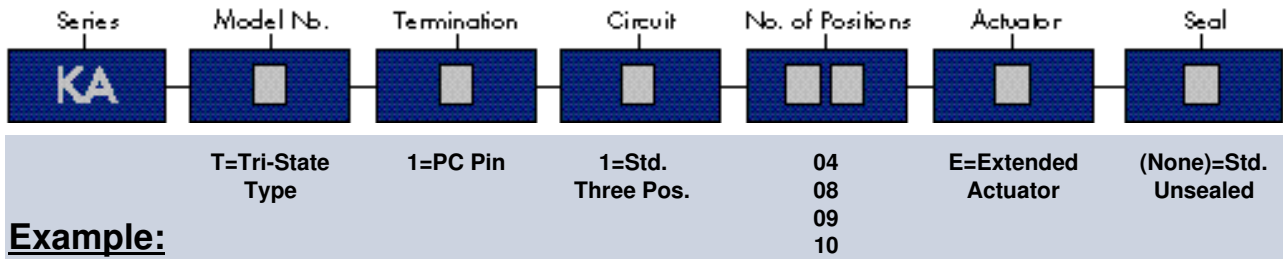 Series Model No. Termination Circuit No. of Positions Actuator Seal
KA
T=Tri-State 1=PC Pin 1=Std. 04 E=Extended (None)=Std.
Type Three Pos. 08 Actuator Unsealed
09
Example: 10